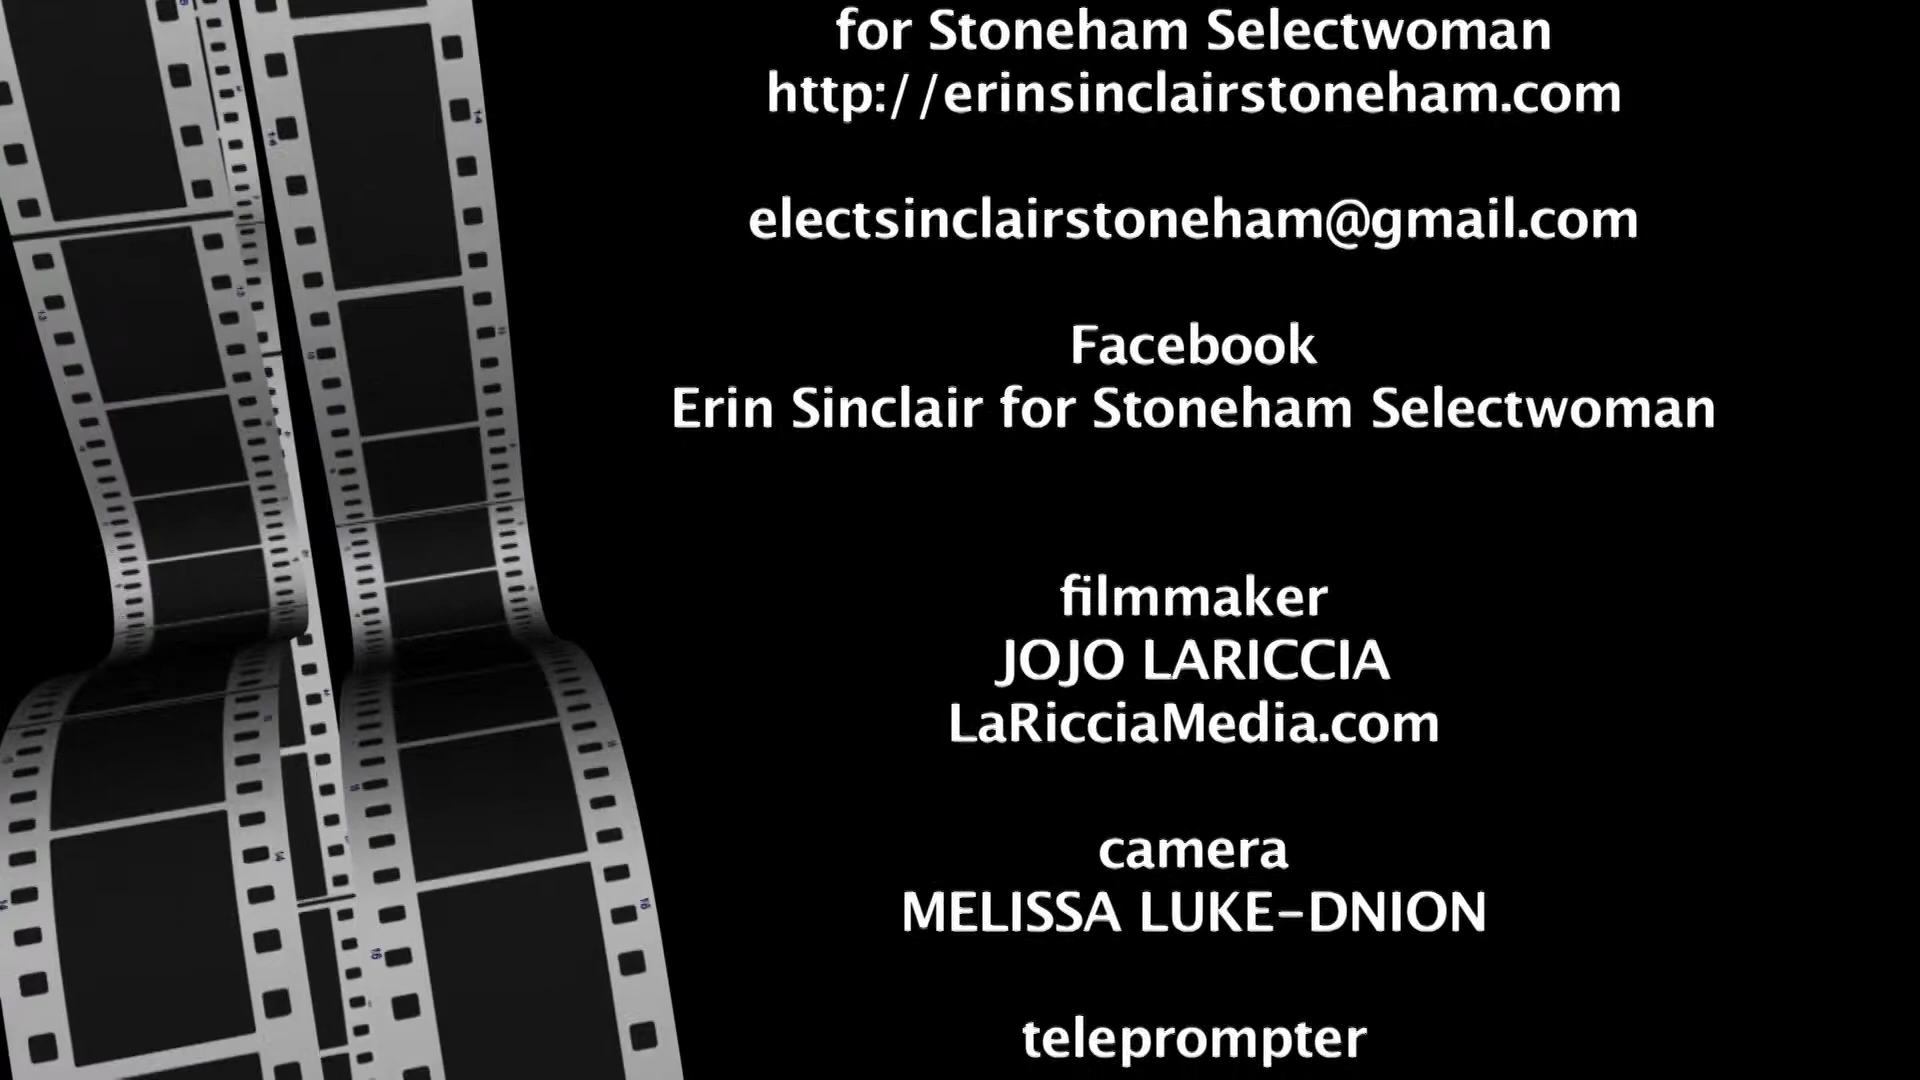 for Stoneham Selectwoman
http://erinsinclairstoneham.com
electsinclairstoneham@gmail.com
Facebook
Erin Sinclair for Stoneham Selectwoman
filmmaker
JOJO LARICCIA
LaRicciaMedia.com
camera
MELISSA LUKE-DNION
teleprompter